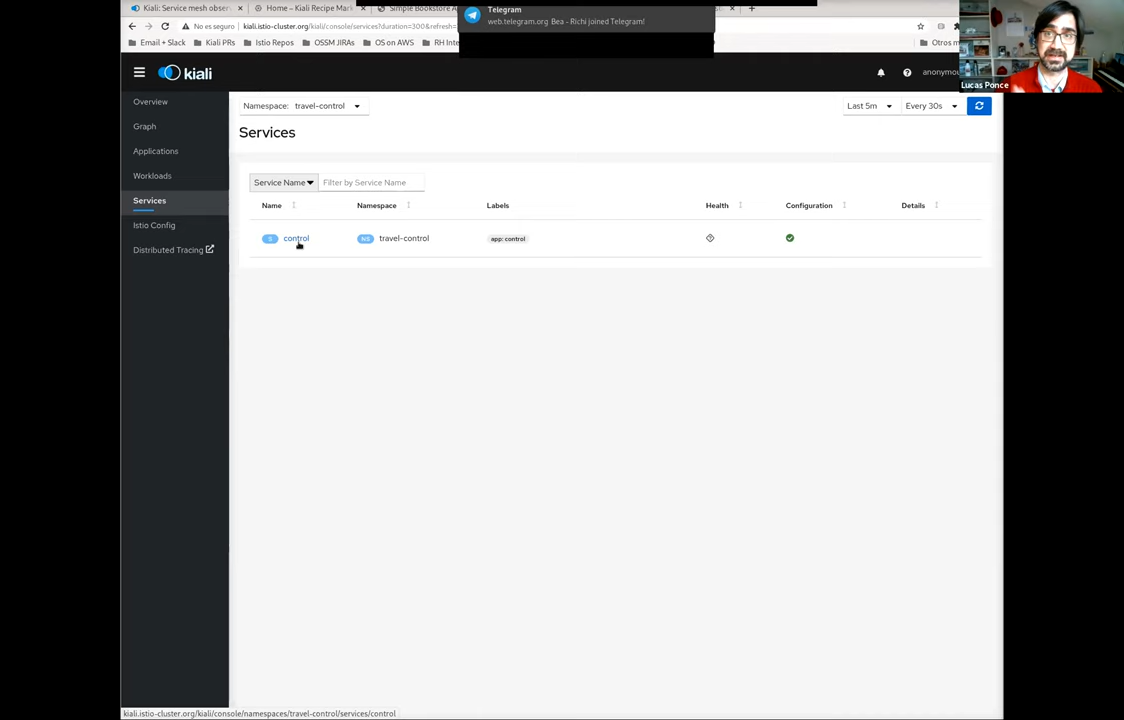 Kiali: Service mesh obser
Home – Kiali Recipe Mark
Simple Bookstore A
Telegram
web.telegram.org Bea - Richi joined Telegram!
No es seguro
kiali.istio-cluster.org/kiali/console/services?duration=300&refresh=
Email + Slack
Kiali PRs
Istio Repos
OSSM JIRAs
OS on AWS
RH Inte
Otros m
kiali
anonymou
Lucas Ponce
Overview
Graph
Applications
Workloads
Services
Istio Config
Distributed Tracing
Namespace: travel-control
Last 5m
Every 30s
Services
Service Name
Filter by Service Name
Name
Namespace
Labels
Health
Configuration
Details
S
control
NS
travel-control
app: control
kiali.istio-cluster.org/kiali/console/namespaces/travel-control/services/control